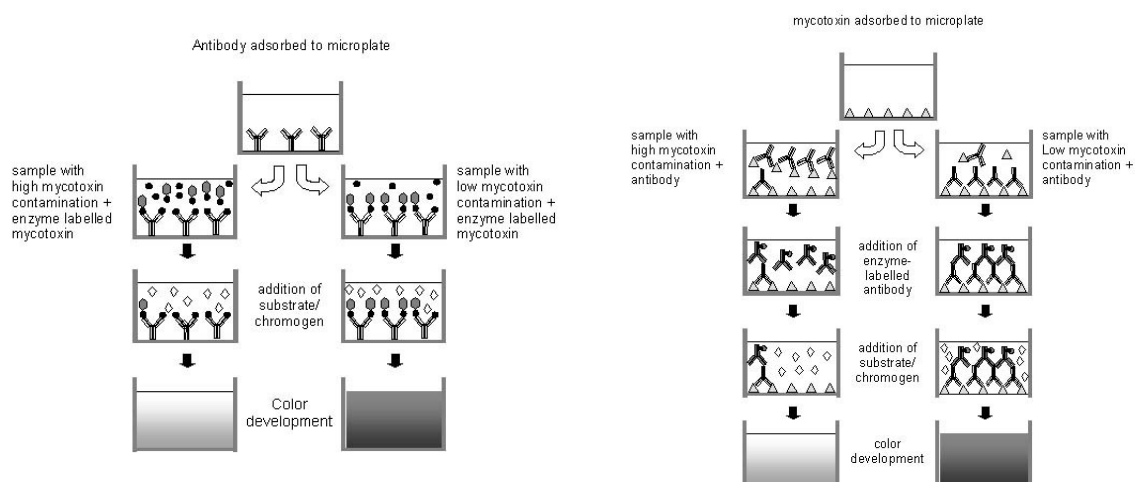 Antibody adsorbed to microplate
sample with
high mycotoxin
contamination +
enzyme labelled
mycotoxin
sample with
low mycotoxin
contamination +
enzyme labelled
mycotoxin
addition of
substrate/
chromogen
Color
development
mycotoxin adsorbed to microplate
sample with
high mycotoxin
contamination +
antibody
sample with
Low mycotoxin
contamination +
antibody
addition of
enzyme-
labelled
antibody
addition of
substrate/
chromogen
color
development